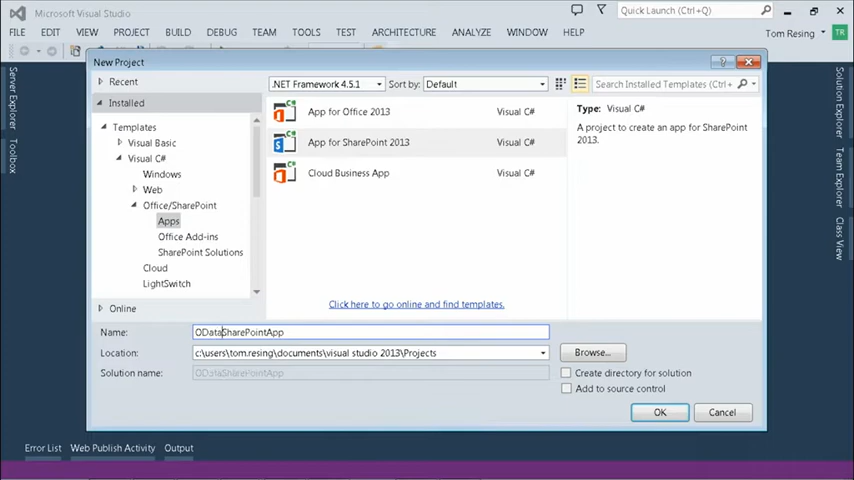 Microsoft Visual Studio
Quick Launch (Ctrl+Q)
FILE EDIT VIEW PROJECT BUILD DEBUG TEAM TOOLS TEST ARCHITECTURE ANALYZE WINDOW HELP
Tom Resing TR
New Project
Recent
.NET Framework 4.5.1
Sort by: Default
Search Installed Templates (Ctrl+
Installed
Templates
Visual Basic
Visual C#
Windows
Web
Office/SharePoint
Apps
Office Add-ins
SharePoint Solutions
Cloud
LightSwitch
Online
App for Office 2013 Visual C#
App for SharePoint 2013 Visual C#
Cloud Business App Visual C#
Click here to go online and find templates.
Type: Visual C#
A project to create an app for SharePoint
2013.
Name: ODataSharePointApp
Location: c:\users\tom.resing\documents\visual studio 2013\Projects
Browse...
Solution name: ODataSharePointApp
Create directory for solution
Add to source control
OK Cancel
Server Explorer
Toolbox
Solution Explorer
Team Explorer
Class View
Error List Web Publish Activity Output